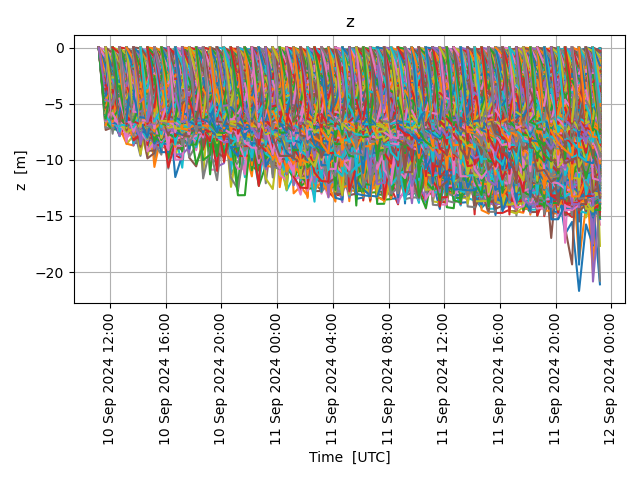 z
0
−5
−10
−15
−20
z [m]
10 Sep 2024 12:00
10 Sep 2024 16:00
10 Sep 2024 20:00
11 Sep 2024 00:00
11 Sep 2024 04:00
11 Sep 2024 08:00
11 Sep 2024 12:00
11 Sep 2024 16:00
11 Sep 2024 20:00
12 Sep 2024 00:00
Time [UTC]